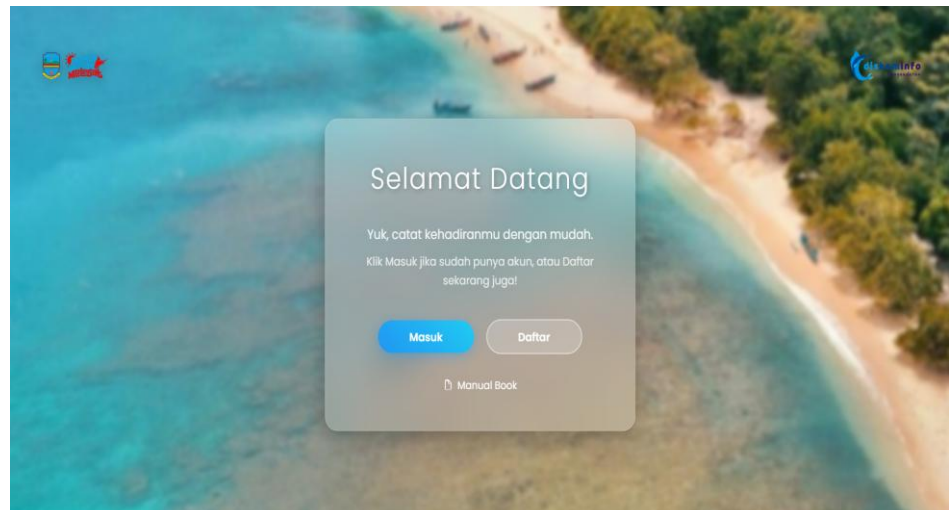 Selamat Datang
Yuk, catat kehadiranmu dengan mudah.
Klik Masuk jika sudah punya akun, atau Daftar
sekarang juga!
Masuk
Daftar
Manual Book